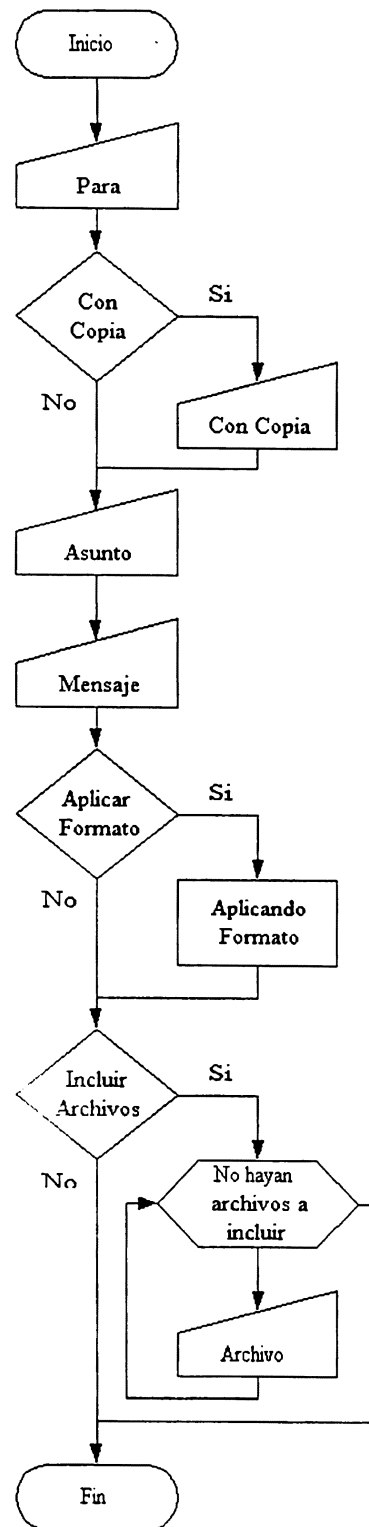 Inicio
Para
Con
Copia
Si
No
Con Copia
Asunto
Mensaje
Aplicar
Formato
Si
No
Aplicando
Formato
Incluir
Archivos
Si
No
No hayan
archivos a
incluir
Archivo
Fin